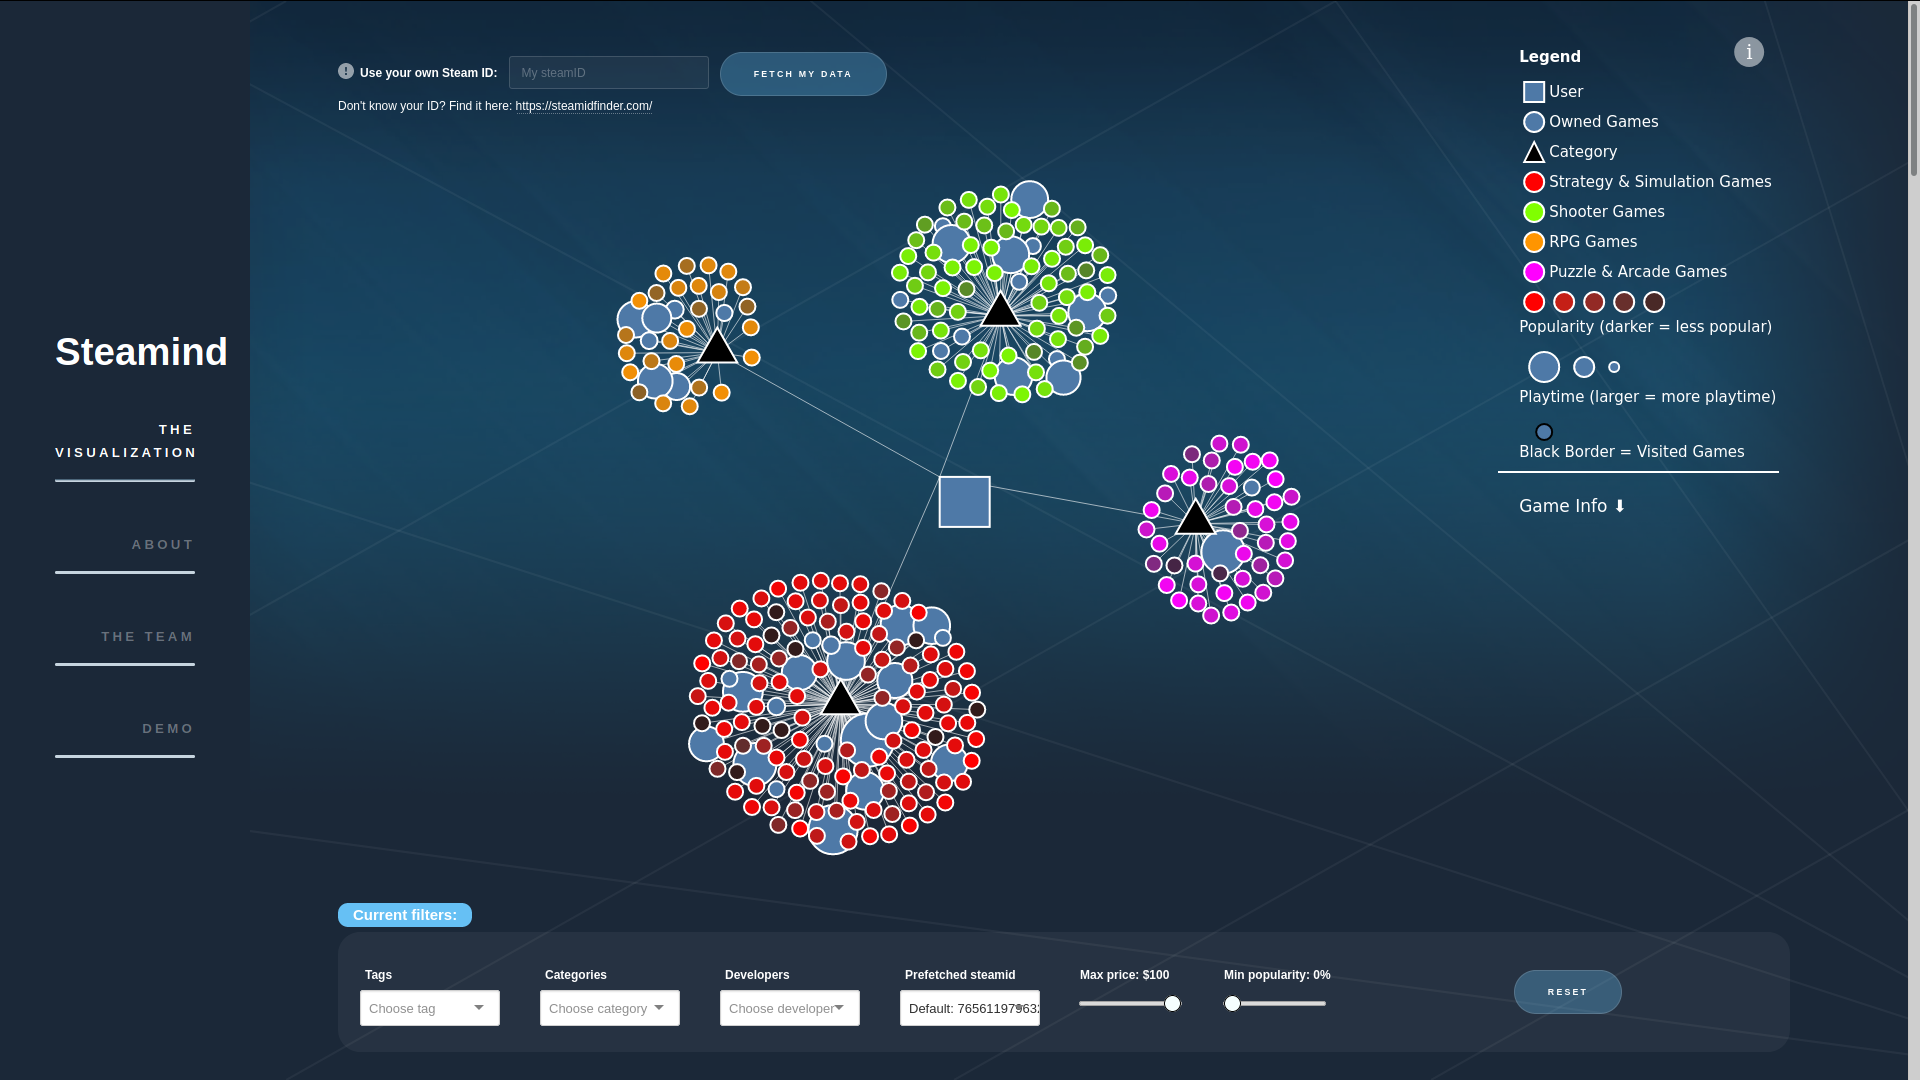 Steamind
THE
VISUALIZATION
ABOUT
THE TEAM
DEMO
! Use your own Steam ID:
My steamID
FETCH MY DATA
Don't know your ID? Find it here: https://steamidfinder.com/
Legend
i
User
Owned Games
Category
Strategy & Simulation Games
Shooter Games
RPG Games
Puzzle & Arcade Games
Popularity (darker = less popular)
Playtime (larger = more playtime)
Black Border = Visited Games
Game Info ⬇
Current filters:
Tags
Choose tag
Categories
Choose category
Developers
Choose developer
Prefetched steamid
Default:
Max price: $100
Min popularity: 0%
RESET